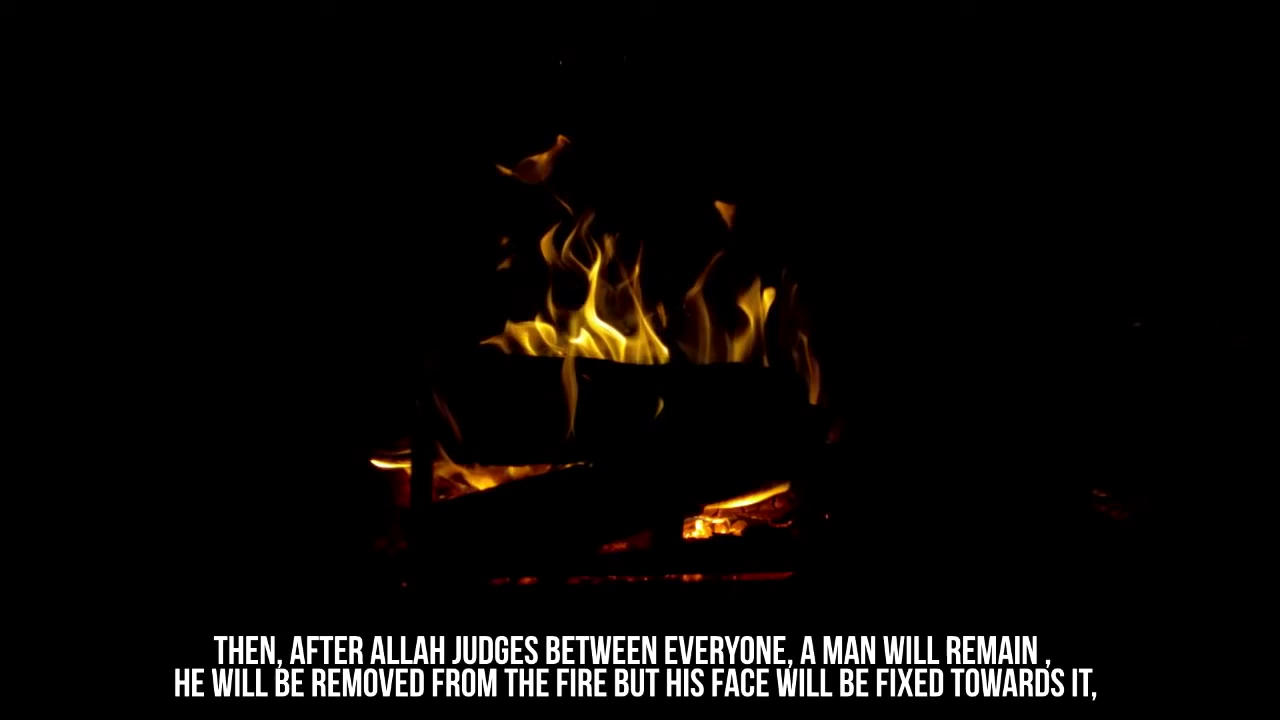 THEN, AFTER ALLAH JUDGES BETWEEN EVERYONE, A MAN WILL REMAIN ,
HE WILL BE REMOVED FROM THE FIRE BUT HIS FACE WILL BE FIXED TOWARDS IT,